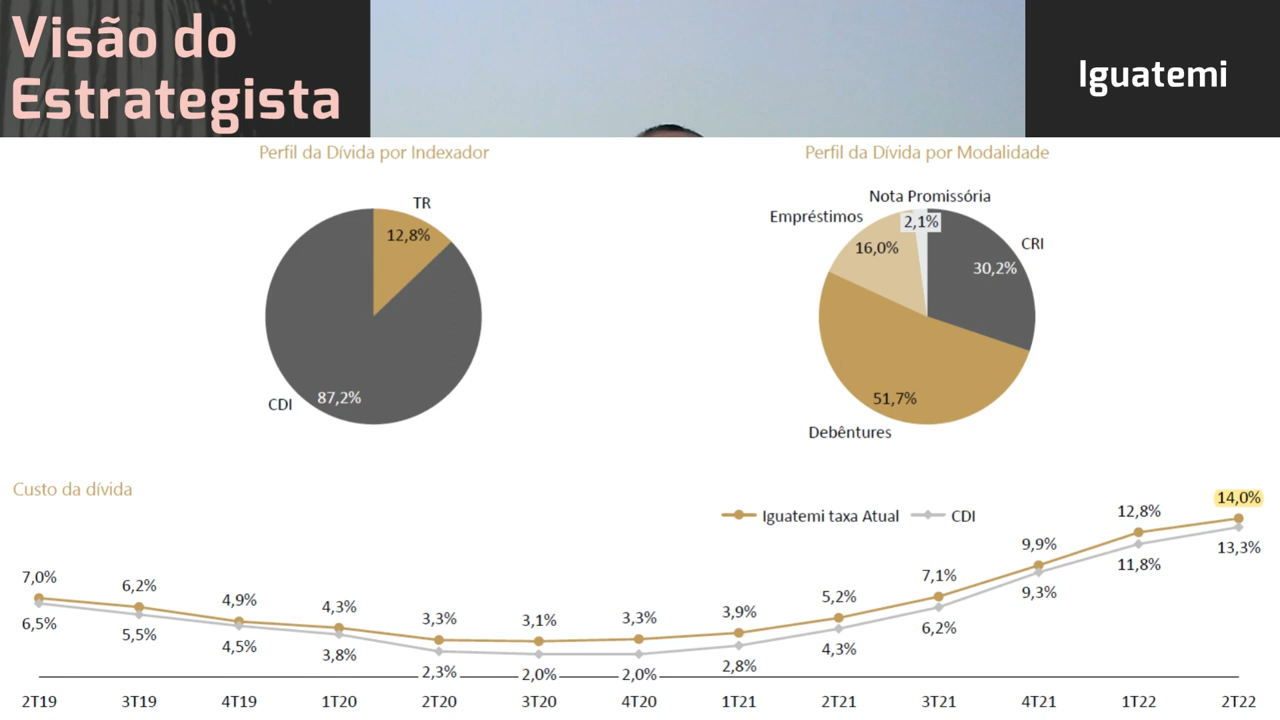 Visão do
Estrategista
Iguatemi
Perfil da Dívida por Indexador
TR
12,8%
87,2%
CDI
Perfil da Dívida por Modalidade
Nota Promissória
Empréstimos
2,1%
CRI
16,0%
30,2%
51,7%
Debêntures
Custo da dívida
Iguatemi taxa Atual
CDI
7,0% 6,2% 4,9% 4,3% 3,3% 3,1% 3,3% 3,9% 5,2% 7,1% 9,9% 12,8% 14,0%
6,5% 5,5% 4,5% 3,8% 2,3% 2,0% 2,0% 2,8% 4,3% 6,2% 9,3% 11,8% 13,3%
2T19 3T19 4T19 1T20 2T20 3T20 4T20 1T21 2T21 3T21 4T21 1T22 2T22